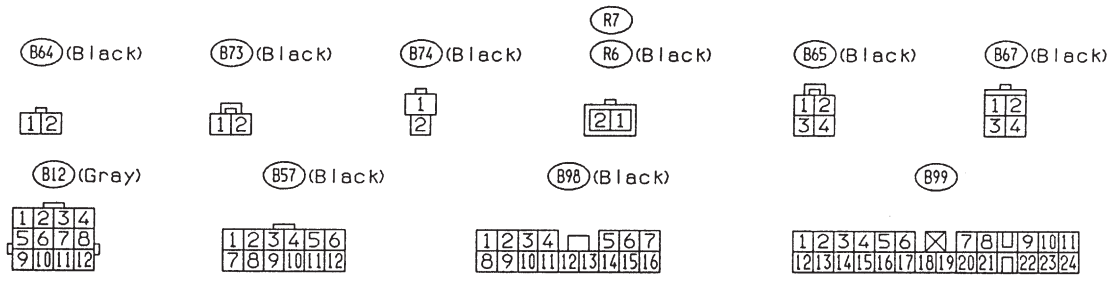 R7
B64 (Black) B73 (Black) B74 (Black) R6 (Black) B65 (Black) B67 (Black)
1 2 1 2 1 2 1 1 2 1 2
2 3 4 3 4
B12 (Gray) B57 (Black) B98 (Black) B99
1 2 3 4
5 6 7 8 1 2 3 4 5 6 1 2 3 4 5 6 7 1 2 3 4 5 6 7 8 9 10 11
9 10 11 12 7 8 9 10 11 12 8 9 10 11 12 13 14 15 16 12 13 14 15 16 17 18 19 20 21 22 23 24